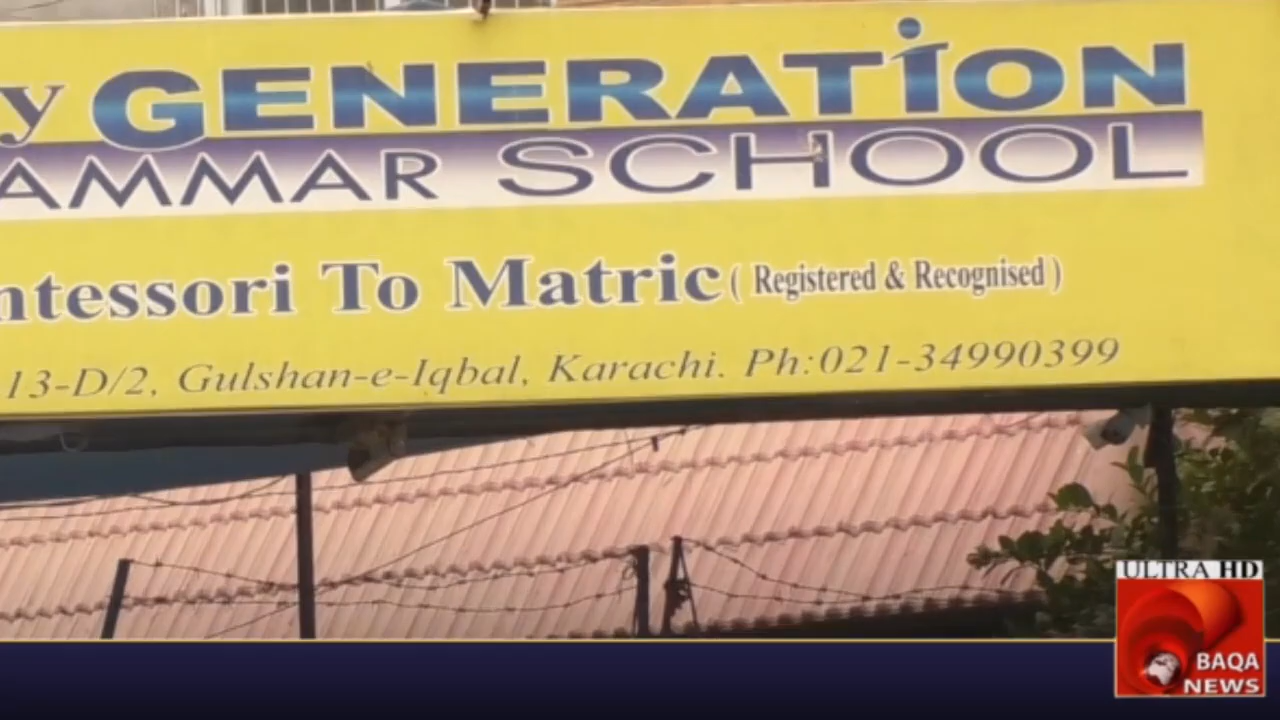 y GENERATiON
AMMAR SCHOOL
ntessori To Matric ( Registered & Recognised )
13-D/2, Gulshan-e-Iqbal, Karachi. Ph:021-34990399
ULTRA HD
BAQA
NEWS